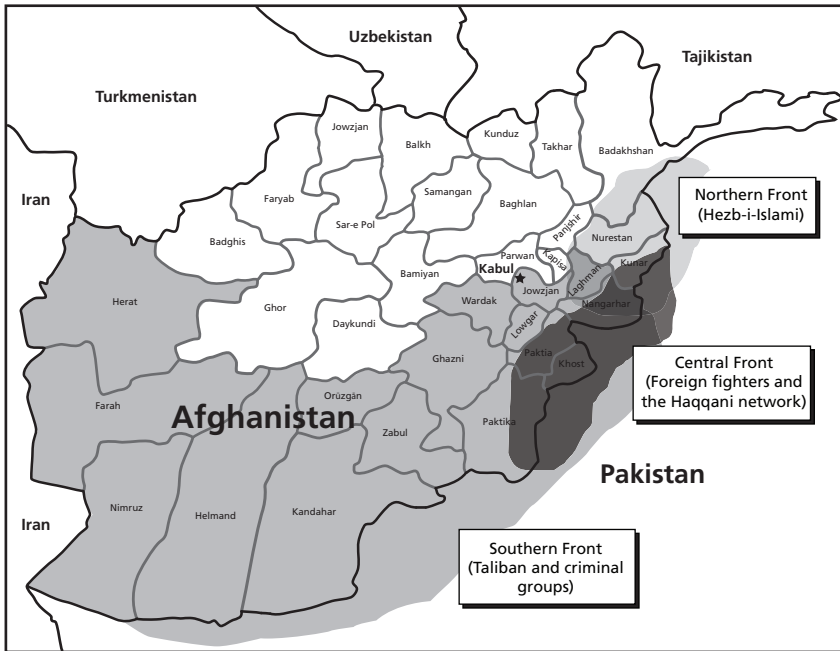 Uzbekistan
Tajikistan
Turkmenistan
Jowzjan
Balkh
Kunduz
Takhar
Badakhshan
Iran
Faryab
Samangan
Baghlan
Northern Front
(Hezb-i-Islami)
Sar-e Pol
Panjshir
Badghis
Nurestan
Parwan
Kapisa
Kabul
Kunar
Bamiyan
Laghman
Herat
Wardak
Jowzjan
Nangarhar
Ghor
Daykundi
Lowgar
Ghazni
Paktia
Khost
Central Front
(Foreign fighters and
the Haqqani network)
Orūzgān
Farah
Afghanistan
Zabul
Paktika
Pakistan
Nimruz
Helmand
Kandahar
Iran
Southern Front
(Taliban and criminal
groups)